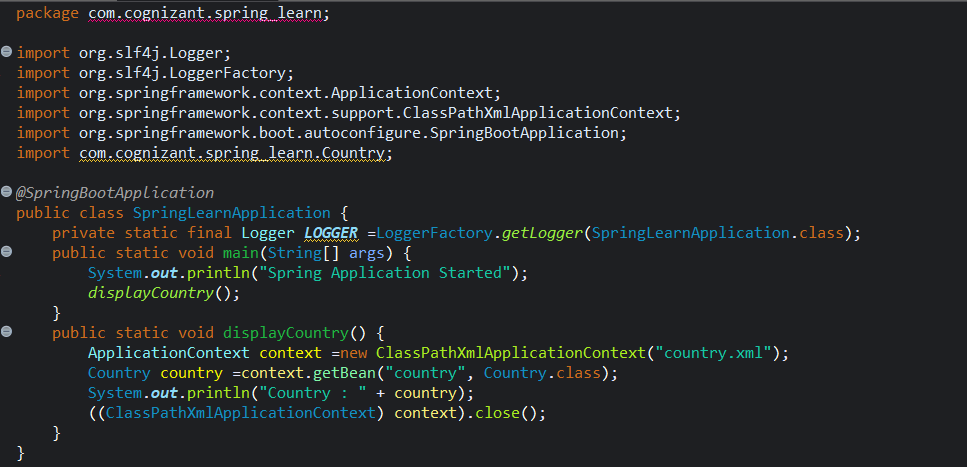 package com.cognizant.spring_learn;
import org.slf4j.Logger;
import org.slf4j.LoggerFactory;
import org.springframework.context.ApplicationContext;
import org.springframework.context.support.ClassPathXmlApplicationContext;
import org.springframework.boot.autoconfigure.SpringBootApplication;
import com.cognizant.spring_learn.Country;
@SpringBootApplication
public class SpringLearnApplication {
    private static final Logger LOGGER =LoggerFactory.getLogger(SpringLearnApplication.class);
    public static void main(String[] args) {
        System.out.println("Spring Application Started");
        displayCountry();
    }
    public static void displayCountry() {
        ApplicationContext context =new ClassPathXmlApplicationContext("country.xml");
        Country country =context.getBean("country", Country.class);
        System.out.println("Country : " + country);
        ((ClassPathXmlApplicationContext) context).close();
    }
}